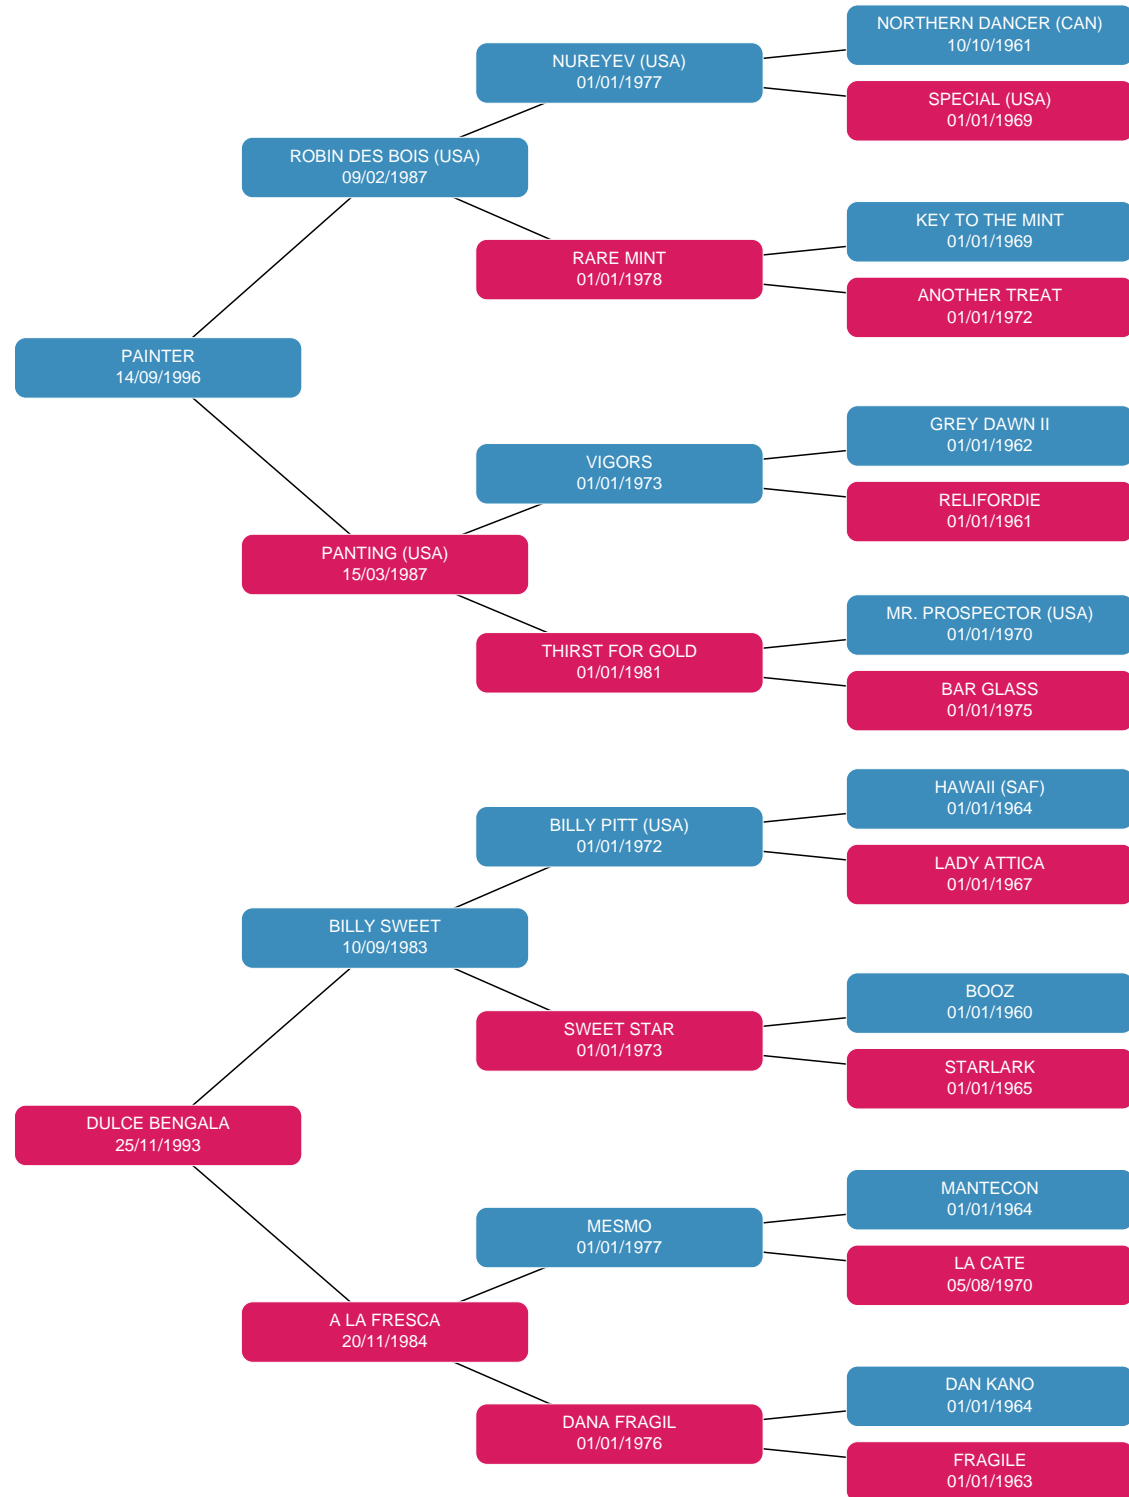 NORTHERN DANCER (CAN)
10/10/1961
NUREYEV (USA)
01/01/1977
SPECIAL (USA)
01/01/1969
ROBIN DES BOIS (USA)
09/02/1987
KEY TO THE MINT
01/01/1969
RARE MINT
01/01/1978
ANOTHER TREAT
01/01/1972
PAINTER
14/09/1996
GREY DAWN II
01/01/1962
VIGORS
01/01/1973
RELIFORDIE
01/01/1961
PANTING (USA)
15/03/1987
MR. PROSPECTOR (USA)
01/01/1970
THIRST FOR GOLD
01/01/1981
BAR GLASS
01/01/1975
HAWAII (SAF)
01/01/1964
BILLY PITT (USA)
01/01/1972
LADY ATTICA
01/01/1967
BILLY SWEET
10/09/1983
BOOZ
01/01/1960
SWEET STAR
01/01/1973
STARLARK
01/01/1965
DULCE BENGALA
25/11/1993
MANTECON
01/01/1964
MESMO
01/01/1977
LA CATE
05/08/1970
A LA FRESCA
20/11/1984
DAN KANO
01/01/1964
DANA FRAGIL
01/01/1976
FRAGILE
01/01/1963